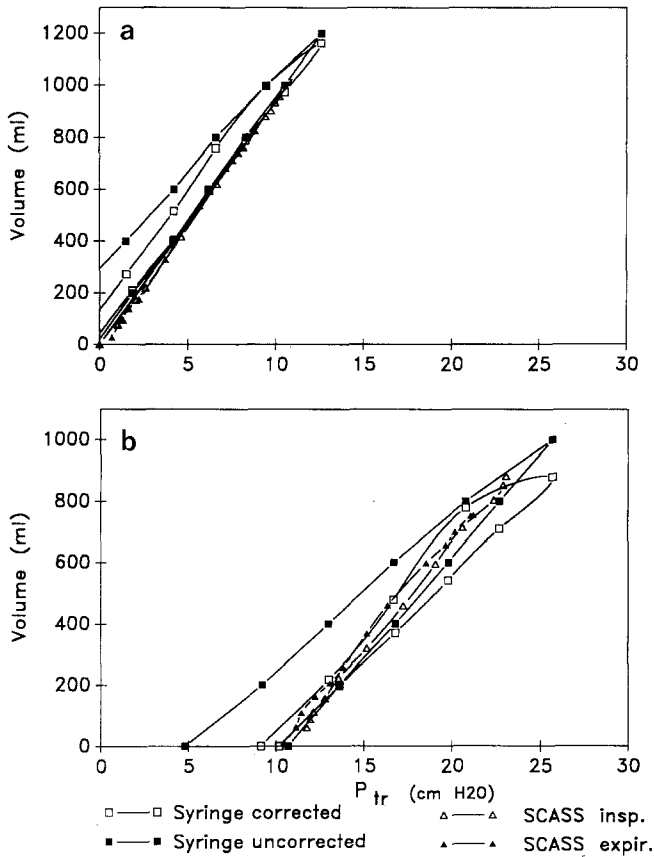 a
1200
1000
800
600
400
200
0
Volume (ml)
0 5 10 15 20 25 30
b
1000
800
600
400
200
0
Volume (ml)
0 5 10 15 20 25 30
Ptr (cm H2O)
Syringe corrected
SCASS insp.
Syringe uncorrected
SCASS expir.